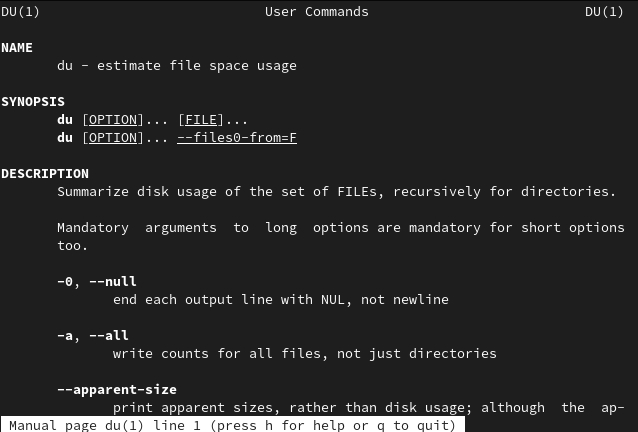 DU(1) User Commands DU(1)
NAME
du - estimate file space usage
SYNOPSIS
du [OPTION]... [FILE]...
du [OPTION]... --files0-from=F
DESCRIPTION
Summarize disk usage of the set of FILEs, recursively for directories.
Mandatory arguments to long options are mandatory for short options
too.
-0, --null
end each output line with NUL, not newline
-a, --all
write counts for all files, not just directories
--apparent-size
print apparent sizes, rather than disk usage; although the ap-
Manual page du(1) line 1 (press h for help or q to quit)